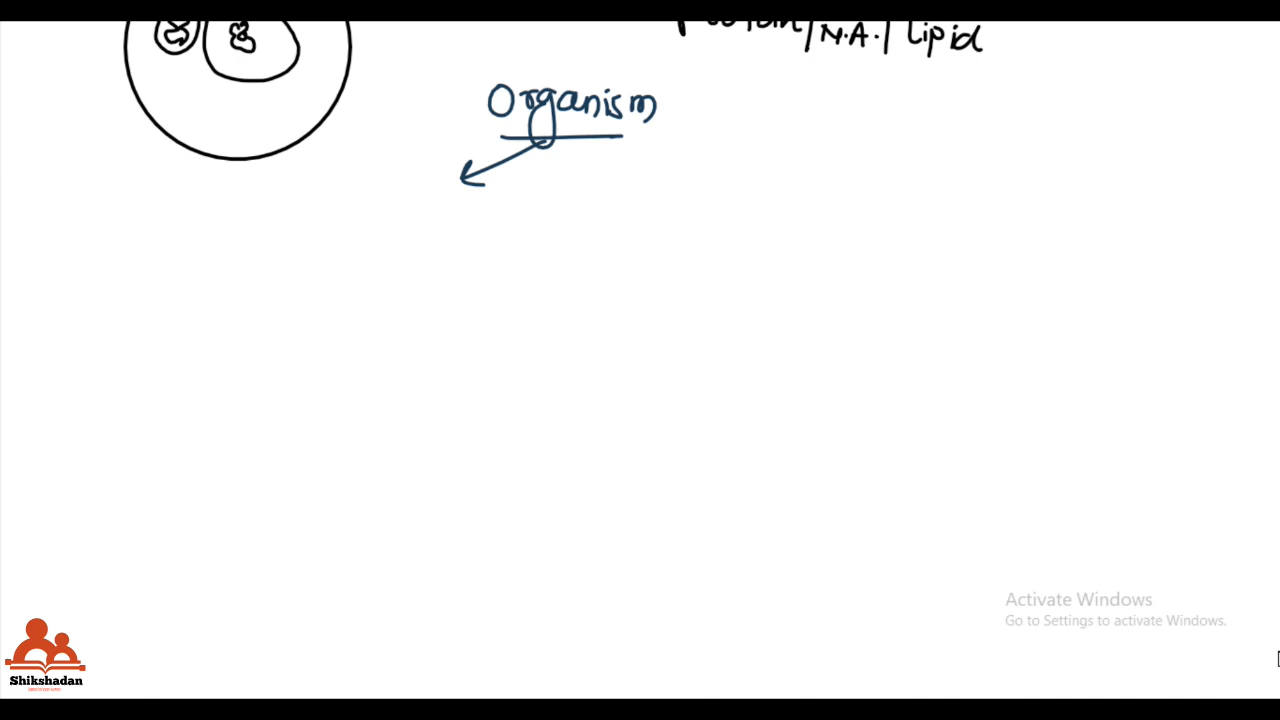 N.A. / Lipid
Organism
Activate Windows
Go to Settings to activate Windows.
Shikshadan